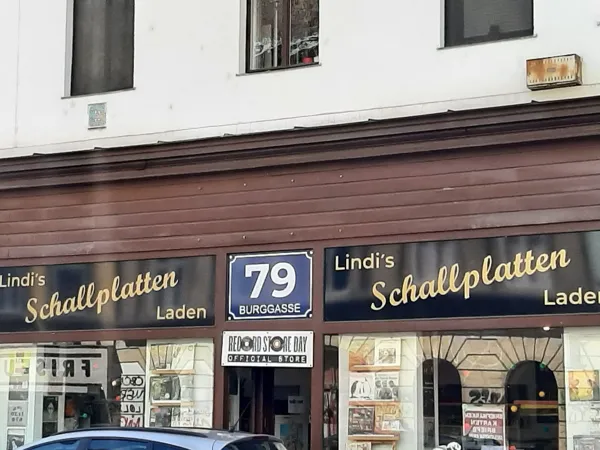 Lindi's
Schallplatten
Laden
79
BURGGASSE
RECORD STORE DAY
OFFICIAL STORE
Lindi's
Schallplatten
Laden